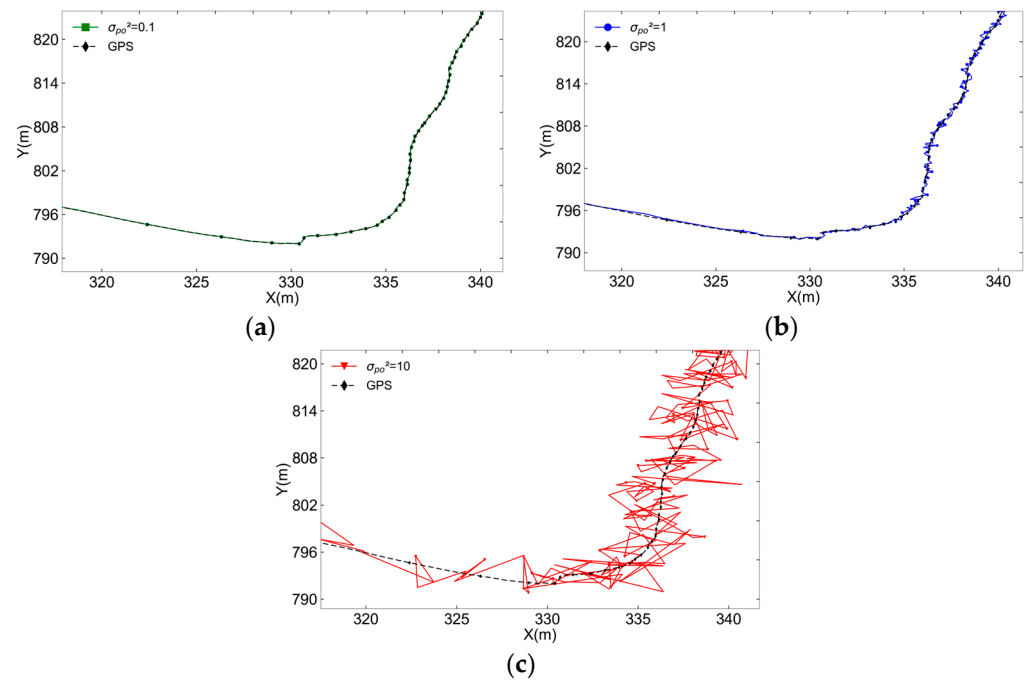 σpo²=0.1
GPS
820
814
808
802
796
790
Y(m)
320
325
330
335
340
X(m)
(a)
σpo²=1
GPS
820
814
808
802
796
790
Y(m)
320
325
330
335
340
X(m)
(b)
σpo²=10
GPS
820
814
808
802
796
790
Y(m)
320
325
330
335
340
X(m)
(c)